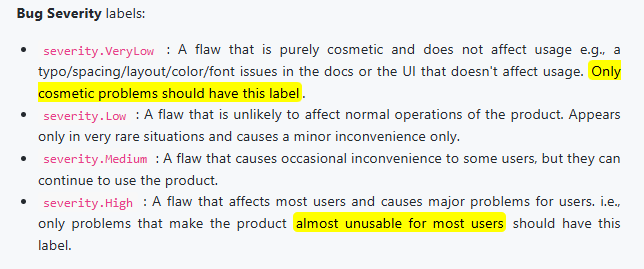 Bug Severity labels:
• severity.VeryLow : A flaw that is purely cosmetic and does not affect usage e.g., a
typo/spacing/layout/color/font issues in the docs or the UI that doesn't affect usage. Only
cosmetic problems should have this label.
• severity.Low : A flaw that is unlikely to affect normal operations of the product. Appears
only in very rare situations and causes a minor inconvenience only.
• severity.Medium : A flaw that causes occasional inconvenience to some users, but they can
continue to use the product.
• severity.High : A flaw that affects most users and causes major problems for users. i.e.,
only problems that make the product almost unusable for most users should have this
label.